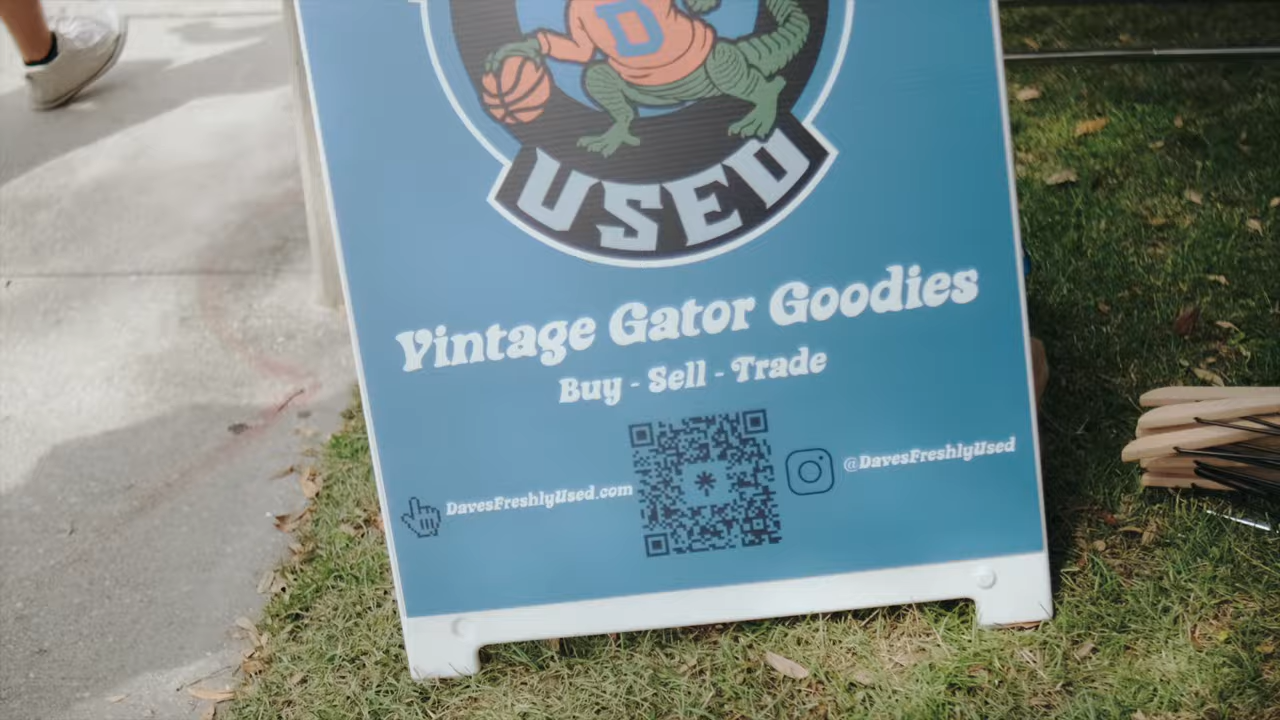 D
USED
Vintage Gator Goodies
Buy - Sell - Trade
DavesFreshlyUsed.com
@DavesFreshlyUsed